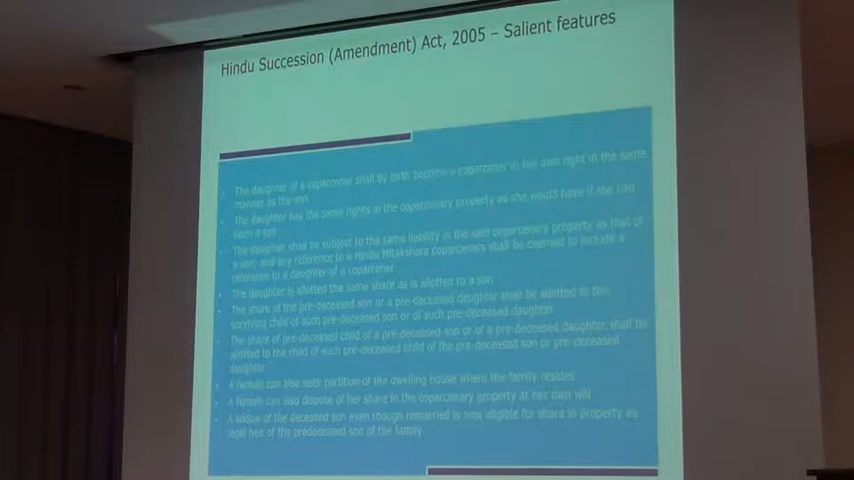 Hindu Succession (Amendment) Act, 2005 – Salient features
The daughter of a coparcener shall by birth become a coparcener in her own right in the same
manner as the son
The daughter has the same rights in the coparcenary property as she would have if she had
been a son
The daughter shall be subject to the same liability in the said coparcenary property as that of
a son; and any reference to a Hindu Mitakshara coparceners shall be deemed to include a
reference to a daughter of a coparcener
The daughter is allotted the same share as is allotted to a son
The share of the pre-deceased son or a pre-deceased daughter shall be allotted to the
surviving child of such pre-deceased son or of such pre-deceased daughter
The share of pre-deceased child of a pre-deceased son or of a pre-deceased daughter shall be
allotted to the child of such pre-deceased child of the pre-deceased son or pre-deceased
daughter
A female can also seek partition of the dwelling house where the family resides
A female can also dispose of her share in the coparcenary property at her own will
A widow of the deceased son even though remarried is now eligible for share in property as
legal heir of the predeceased son of the family